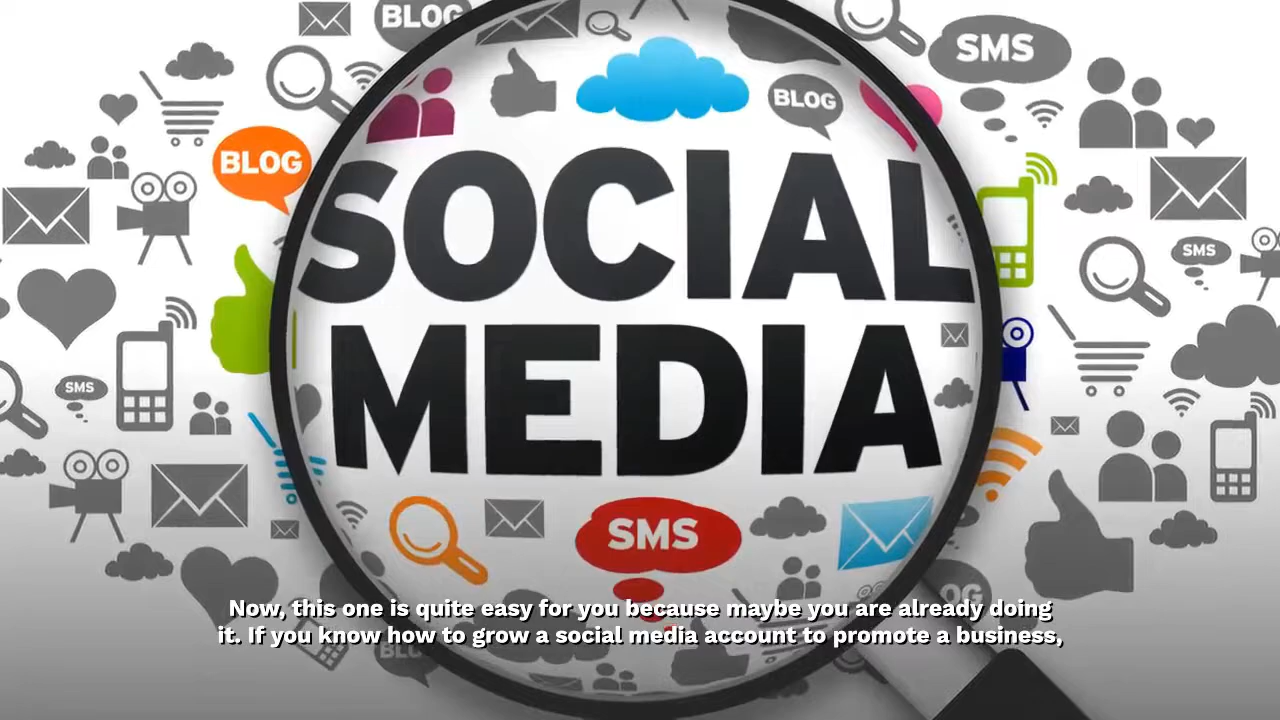 BLOG
SMS
BLOG
BLOG
SOCIAL
SMS
MEDIA
SMS
SMS
Now, this one is quite easy for you because maybe you are already doing
it. If you know how to grow a social media account to promote a business,